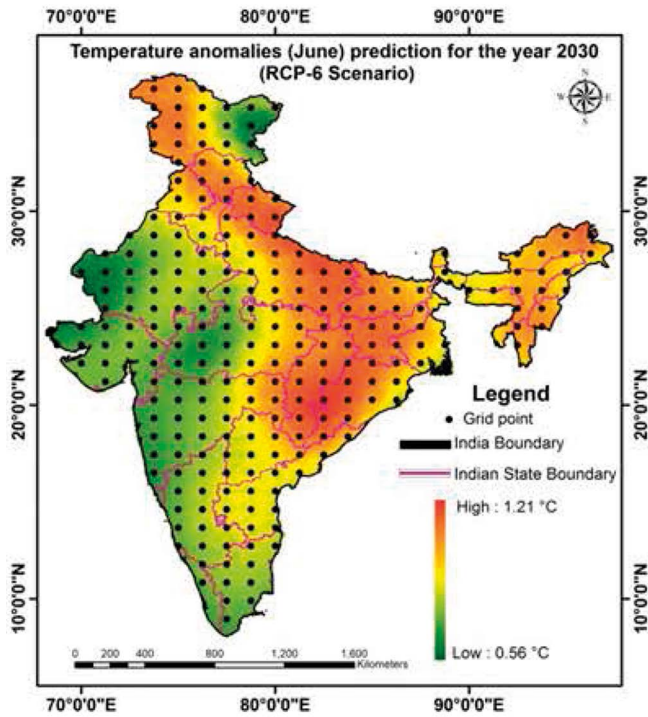 70°0'0"E 80°0'0"E 90°0'0"E
Temperature anomalies (June) prediction for the year 2030
(RCP-6 Scenario)
N
W E
S
30°0'0"N 30°0'0"N
20°0'0"N 20°0'0"N
10°0'0"N 10°0'0"N
Legend
Grid point
India Boundary
Indian State Boundary
High : 1.21 °C
Low : 0.56 °C
0 200 400 800 1,200 1,600
Kilometers
70°0'0"E 80°0'0"E 90°0'0"E